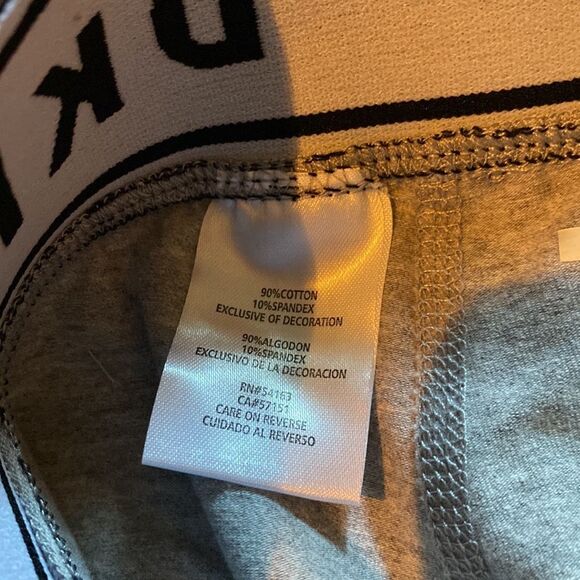 DK
90%COTTON
10%SPANDEX
EXCLUSIVE OF DECORATION
90%ALGODON
10%SPANDEX
EXCLUSIVO DE LA DECORACION
RN#54163
CA#57151
CARE ON REVERSE
CUIDADO AL REVERSO